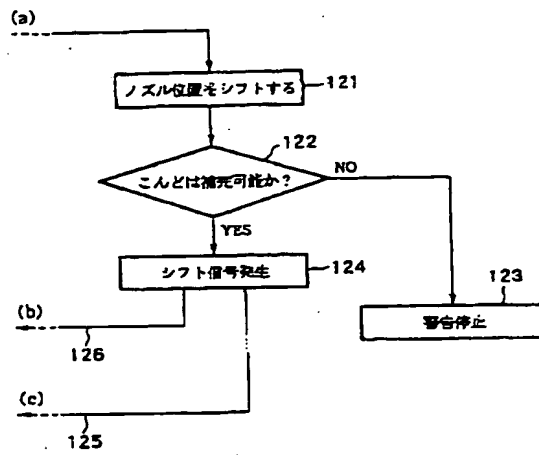 (a)
ノズル位置をシフトする
121
122
こんどは補充可能か?
NO
YES
シフト信号発生
124
123
警告停止
(b)
126
(c)
125